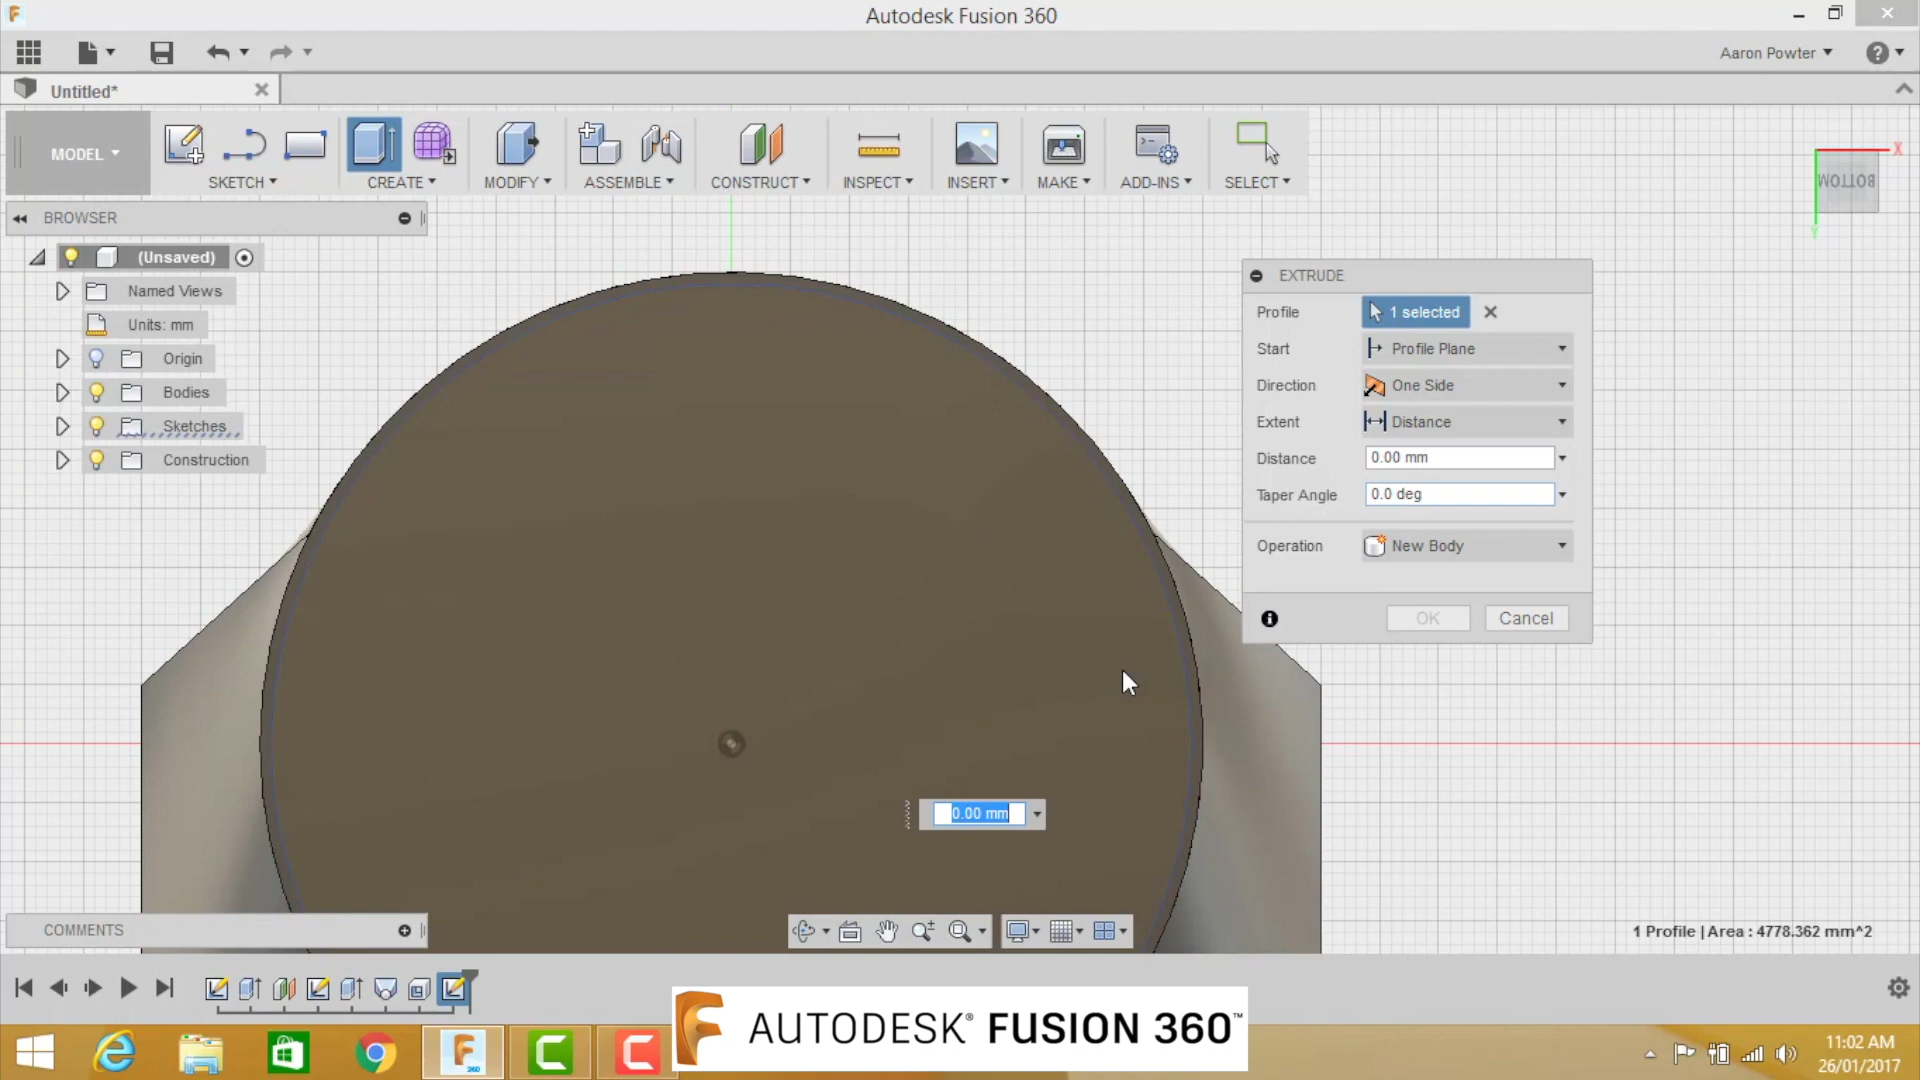 Autodesk Fusion 360
Aaron Powter
Untitled*
MODEL
SKETCH
CREATE
MODIFY
ASSEMBLE
CONSTRUCT
INSPECT
INSERT
MAKE
ADD-INS
SELECT
X
BOTTOM
Y
BROWSER
(Unsaved)
Named Views
Units: mm
Origin
Bodies
Sketches
Construction
EXTRUDE
Profile 1 selected
Start Profile Plane
Direction One Side
Extent Distance
Distance 0.00 mm
Taper Angle 0.0 deg
Operation New Body
OK Cancel
0.00 mm
COMMENTS
1 Profile | Area : 4778.362 mm^2
AUTODESK® FUSION 360™
360
11:02 AM
26/01/2017